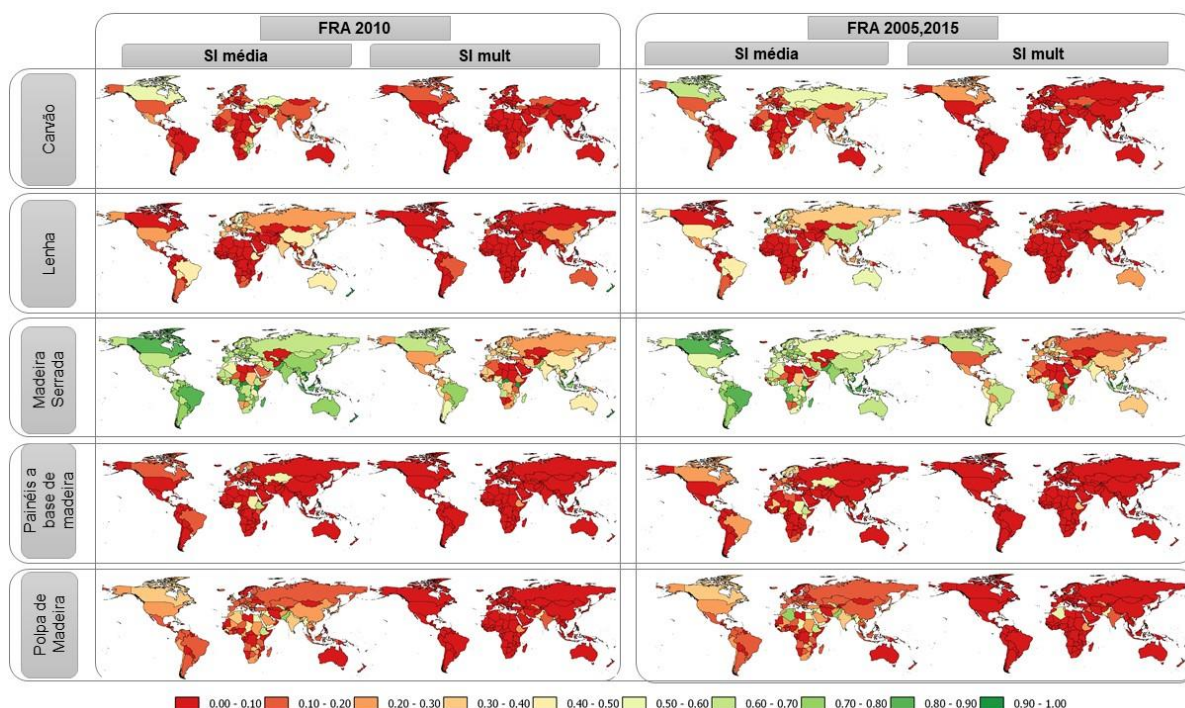 FRA 2010
FRA 2005,2015
SI média
SI mult
SI média
SI mult
Carvão
Lenha
Madeira
Serrada
Painéis a
base de
madeira
Polpa de
Madeira
0.00 - 0.10 0.10 - 0.20 0.20 - 0.30 0.30 - 0.40 0.40 - 0.50 0.50 - 0.60 0.60 - 0.70 0.70 - 0.80 0.80 - 0.90 0.90 - 1.00